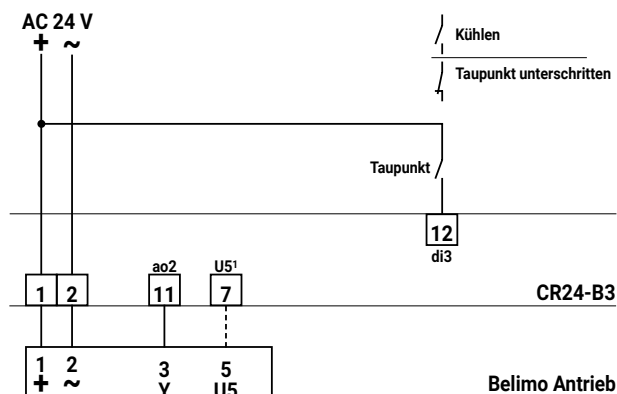 AC 24 V
+ ~
Kühlen
Taupunkt unterschritten
Taupunkt
12
di3
ao2 U5¹
1 2 11 7
CR24-B3
1 2 3 5
+ ~ Y U5
Belimo Antrieb